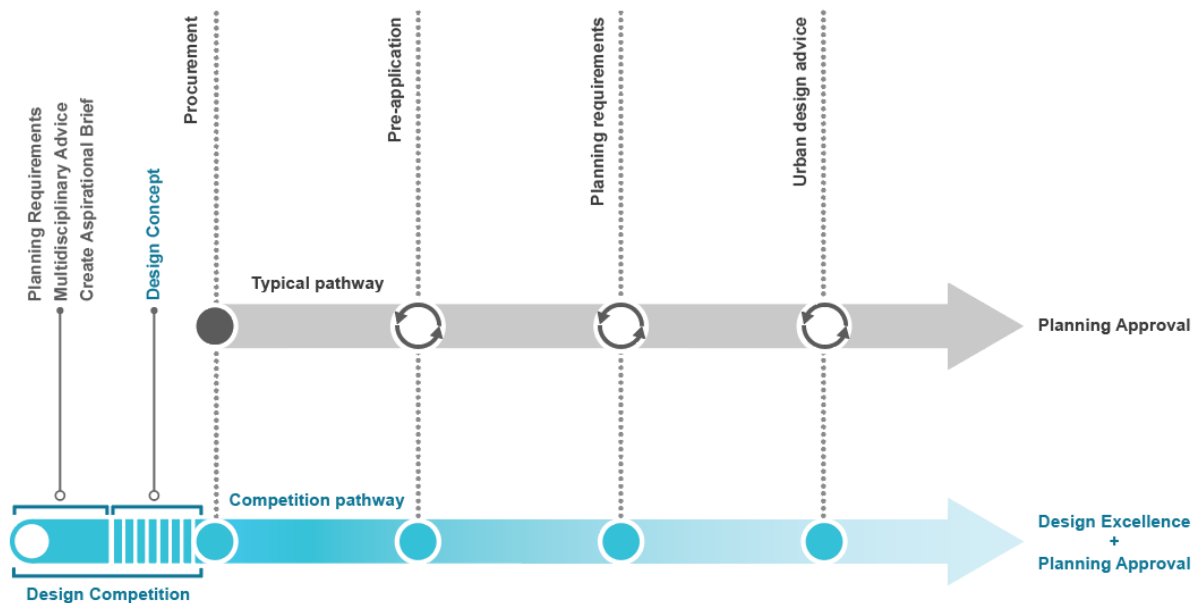 Planning Requirements
Multidisciplinary Advice
Create Aspirational Brief
Design Concept
Procurement
Pre-application
Planning requirements
Urban design advice
Typical pathway
Planning Approval
Competition pathway
Design Excellence
+
Planning Approval
Design Competition